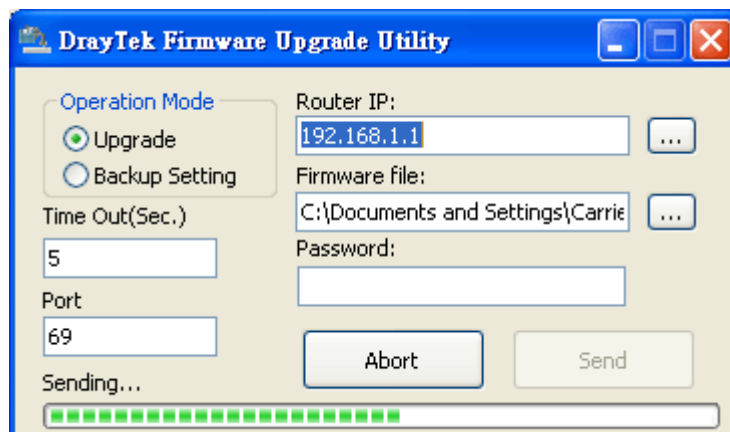 DrayTek Firmware Upgrade Utility
Operation Mode
Upgrade
Backup Setting
Time Out(Sec.)
5
Port
69
Sending...
Router IP:
192.168.1.1
...
Firmware file:
C:\Documents and Settings\Carrie
...
Password:
Abort
Send